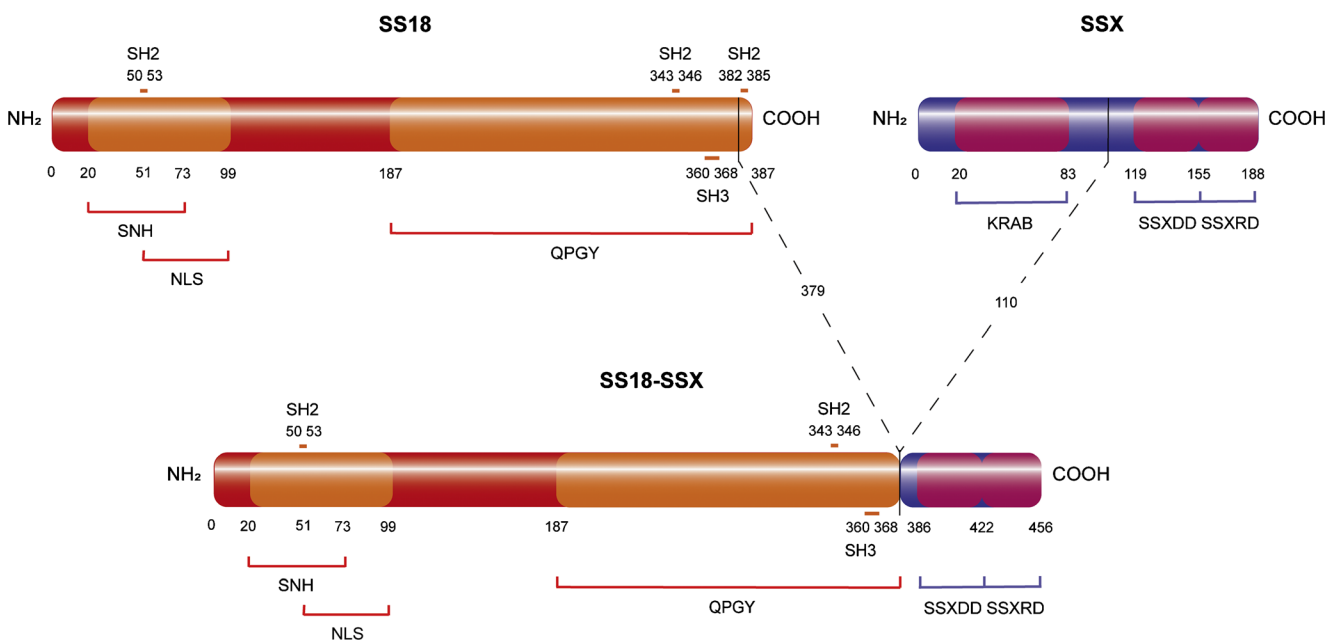 SS18
SSX
SH2 SH2 SH2
50 53 343 346 382 385
NH₂ COOH NH₂ COOH
0 20 51 73 99 187 360 368 387 0 20 83 119 155 188
SH3
SNH QPGY KRAB SSXDD SSXRD
NLS
379 110
SS18-SSX
SH2 SH2
50 53 343 346
NH₂ COOH
0 20 51 73 99 187 360 368 386 422 456
SH3
SNH QPGY SSXDD SSXRD
NLS